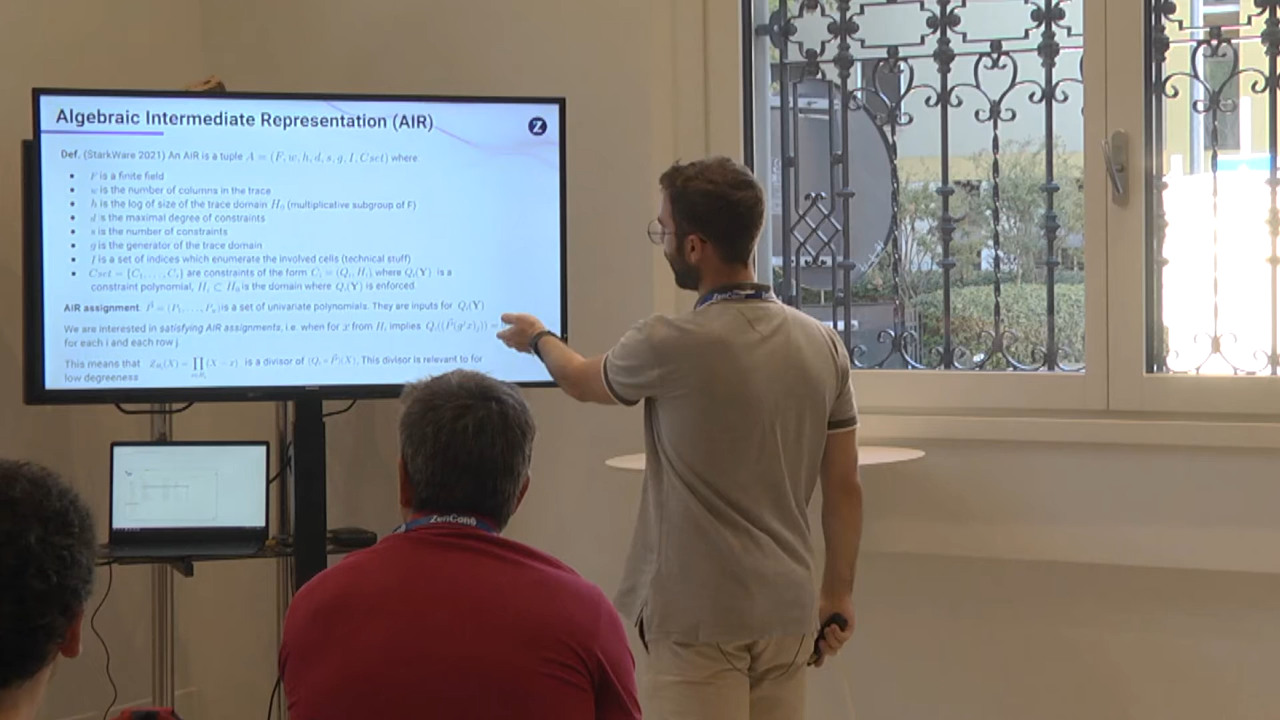 Algebraic Intermediate Representation (AIR)
Z
Def. (StarkWare 2021) An AIR is a tuple A = (F, w, h, d, s, g, I, Cset) where
• F is a finite field
• w is the number of columns in the trace
• h is the log of size of the trace domain H₀ (multiplicative subgroup of F)
• d is the maximal degree of constraints
• s is the number of constraints
• g is the generator of the trace domain
• I is a set of indices which enumerate the involved cells (technical stuff)
• Cset = {C₁, . . . , Cₛ} are constraints of the form Cᵢ = (Qᵢ, Hᵢ), where Qᵢ(Y) is a
constraint polynomial, Hᵢ ⊂ H₀ is the domain where Qᵢ(Y) is enforced.
AIR assignment. P⃗ = (P₁, . . . , Pw) is a set of univariate polynomials. They are inputs for Qᵢ(Y)
We are interested in satisfying AIR assignments, i.e. when for x from Hᵢ implies
for each i and each row j.
This means that is a divisor of This divisor is relevant for
low degreeness
ZenCon0